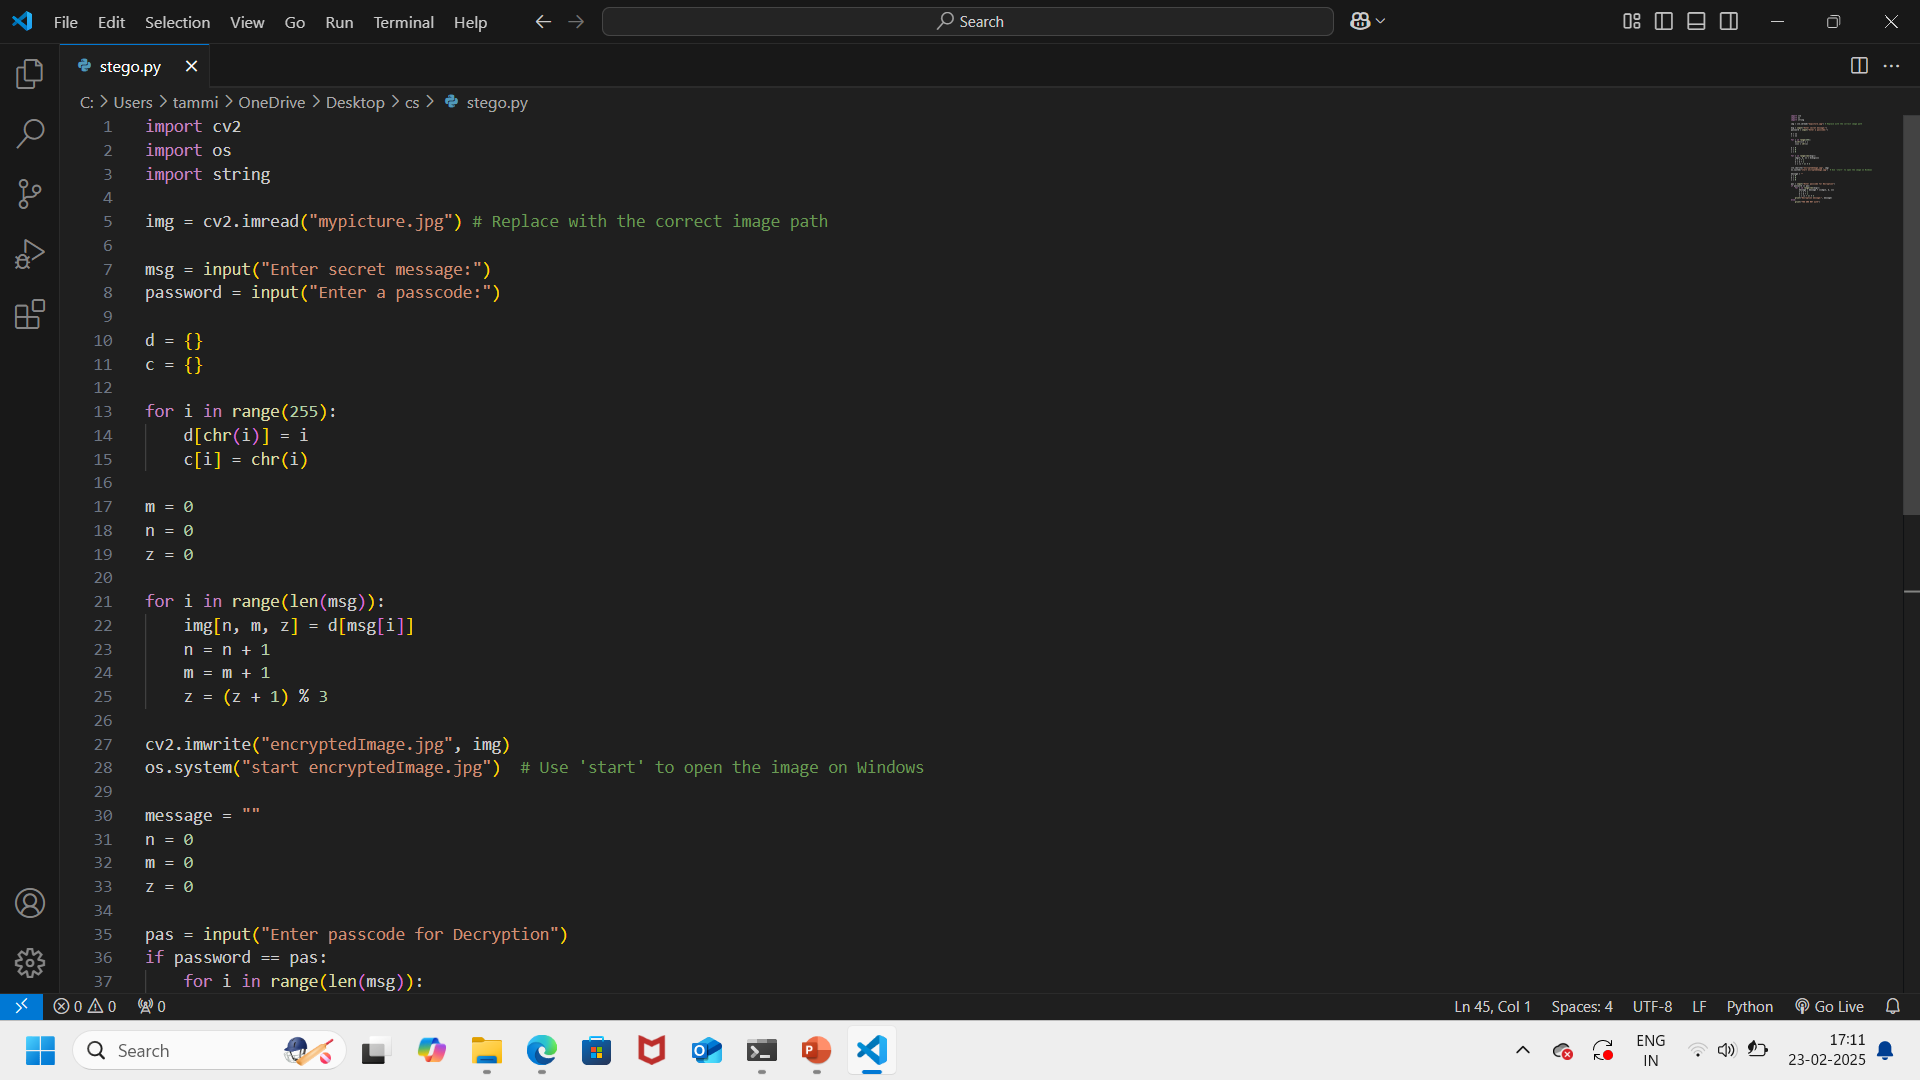 File Edit Selection View Go Run Terminal Help
Search
stego.py
C: > Users > tammi > OneDrive > Desktop > cs > stego.py
1 import cv2
2 import os
3 import string
4
5 img = cv2.imread("mypicture.jpg") # Replace with the correct image path
6
7 msg = input("Enter secret message:")
8 password = input("Enter a passcode:")
9
10 d = {}
11 c = {}
12
13 for i in range(255):
14 d[chr(i)] = i
15 c[i] = chr(i)
16
17 m = 0
18 n = 0
19 z = 0
20
21 for i in range(len(msg)):
22 img[n, m, z] = d[msg[i]]
23 n = n + 1
24 m = m + 1
25 z = (z + 1) % 3
26
27 cv2.imwrite("encryptedImage.jpg", img)
28 os.system("start encryptedImage.jpg") # Use 'start' to open the image on Windows
29
30 message = ""
31 n = 0
32 m = 0
33 z = 0
34
35 pas = input("Enter passcode for Decryption")
36 if password == pas:
37 for i in range(len(msg)):
0 0 0 Ln 45, Col 1 Spaces: 4 UTF-8 LF Python Go Live
Search
ENG
IN
17:11
23-02-2025